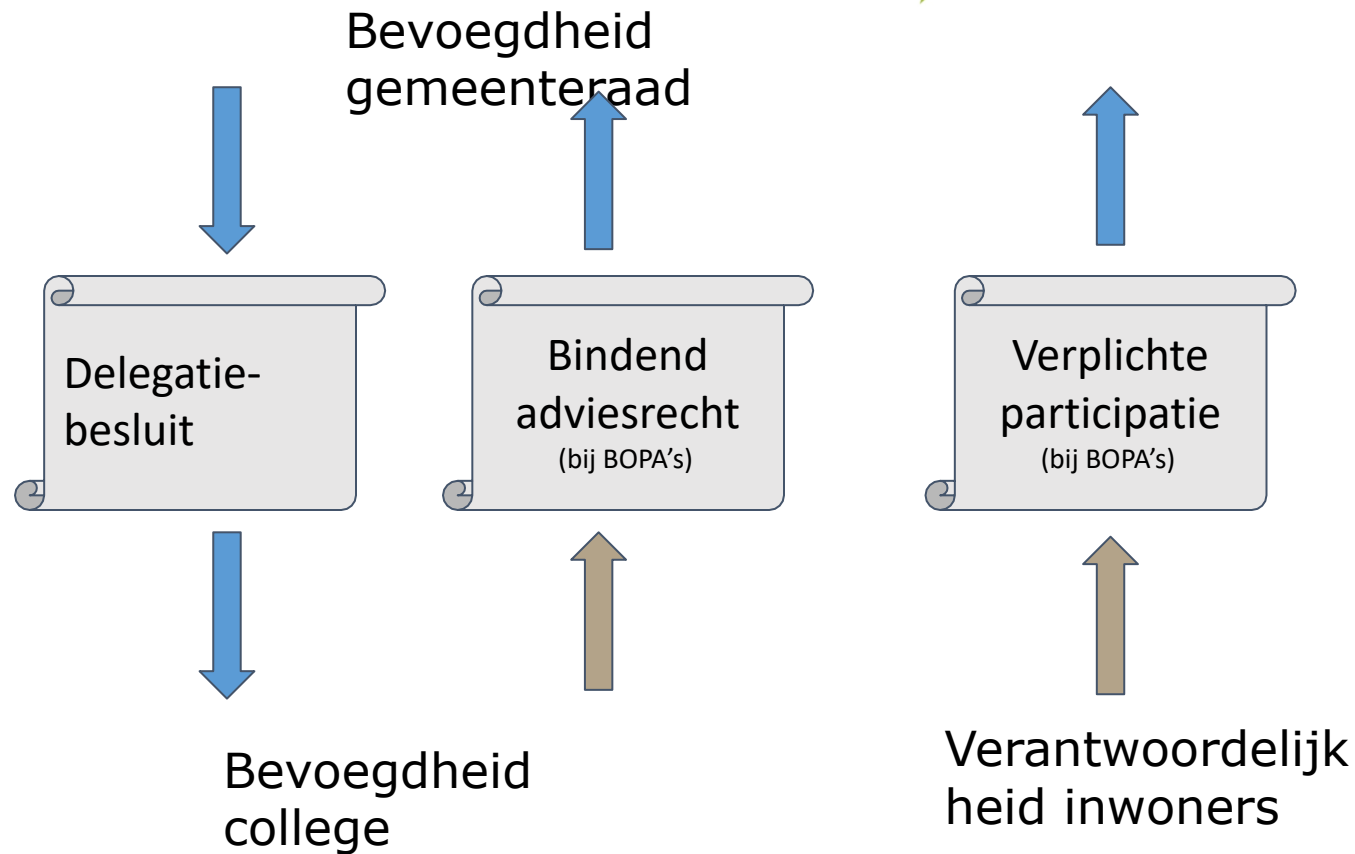 Bevoegdheid
gemeenteraad
Delegatie-
besluit
Bindend
adviesrecht
(bij BOPA's)
Verplichte
participatie
(bij BOPA's)
Bevoegdheid
college
Verantwoordelijk
heid inwoners